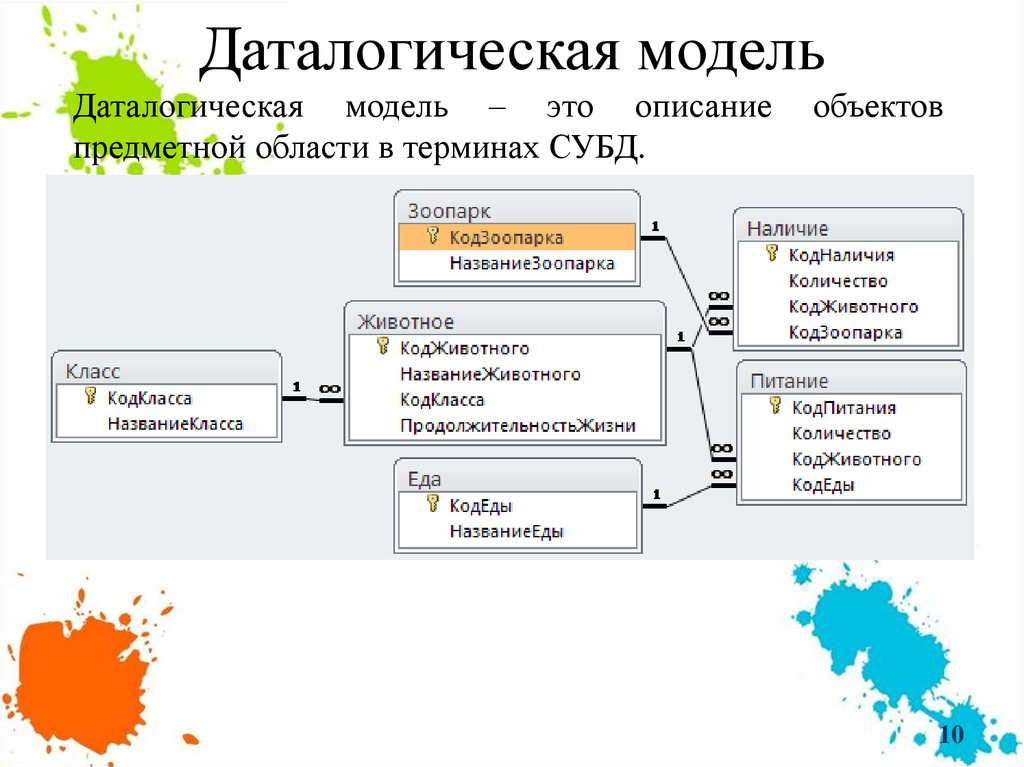 Даталогическая модель
Даталогическая модель – это описание объектов
предметной области в терминах СУБД.
Зоопарк
КодЗоопарка
НазваниеЗоопарка
1
Наличие
КодНаличия
Количество
КодЖивотного
КодЗоопарка
∞
∞
Животное
КодЖивотного
НазваниеЖивотного
КодКласса
ПродолжительностьЖизни
1
Класс
КодКласса
НазваниеКласса
1
∞
Питание
КодПитания
Количество
КодЖивотного
КодЕды
∞
∞
Еда
КодЕды
НазваниеЕды
1
10